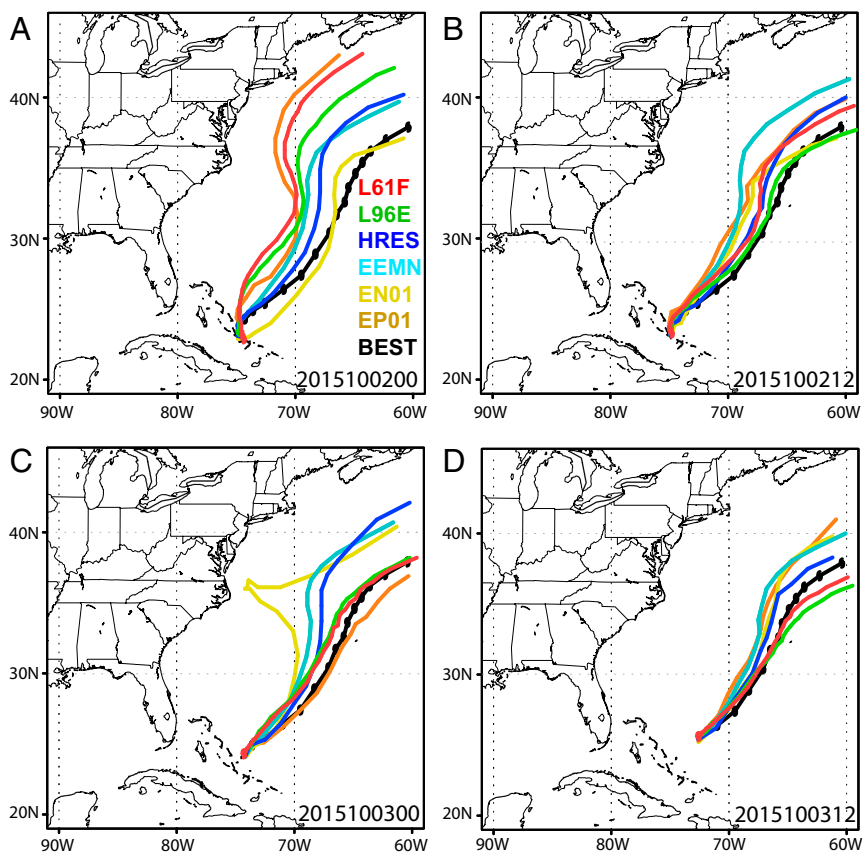 A
40N
30N
20N
L61F
L96E
HRES
EEMN
EN01
EP01
BEST
2015100200
90W 80W 70W 60W
B
40N
30N
20N
2015100212
90W 80W 70W 60W
C
40N
30N
20N
2015100300
90W 80W 70W 60W
D
40N
30N
20N
2015100312
90W 80W 70W 60W